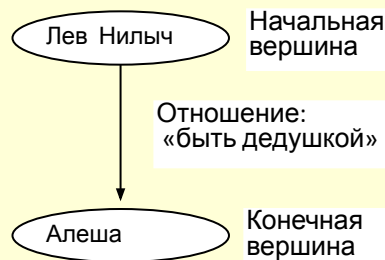 Лев Нилыч
Начальная
вершина
Отношение:
«быть дедушкой»
Алеша
Конечная
вершина